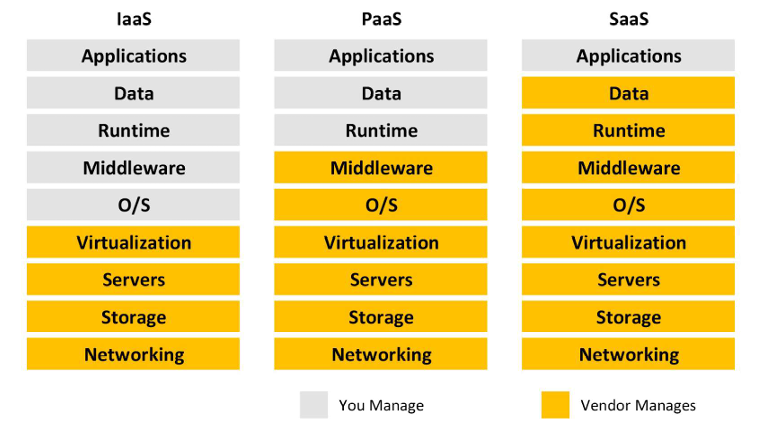 IaaS PaaS SaaS
Applications Applications Applications
Data Data Data
Runtime Runtime Runtime
Middleware Middleware Middleware
O/S O/S O/S
Virtualization Virtualization Virtualization
Servers Servers Servers
Storage Storage Storage
Networking Networking Networking
You Manage Vendor Manages